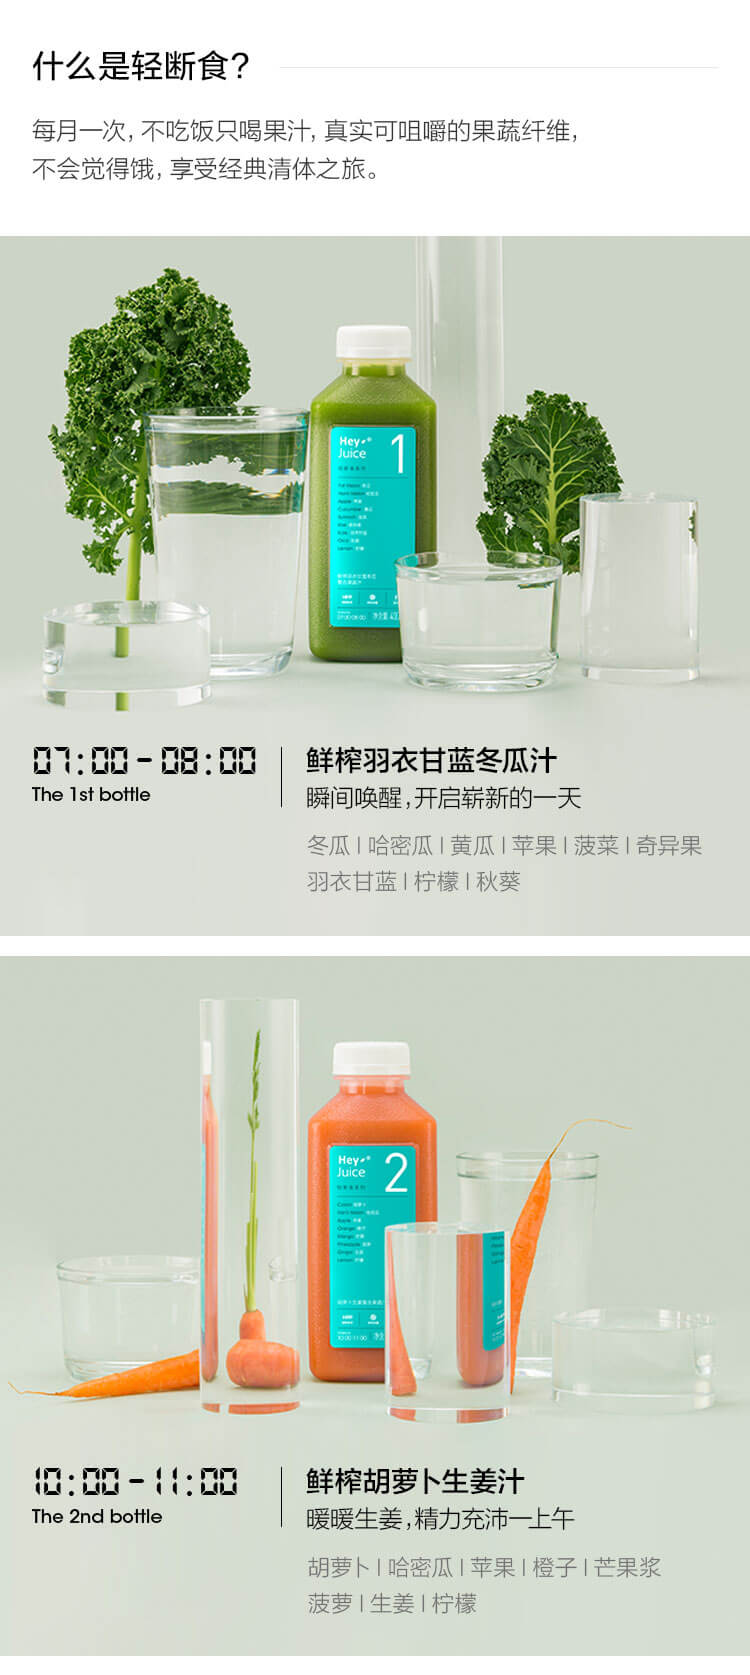 什么是轻断食?
每月一次, 不吃饭只喝果汁, 真实可咀嚼的果蔬纤维,
不会觉得饿, 享受经典清体之旅。
Hey
Juice
1
07:00-08:00
The 1st bottle
鲜榨羽衣甘蓝冬瓜汁
瞬间唤醒,开启崭新的一天
冬瓜 | 哈密瓜 | 黄瓜 | 苹果 | 菠菜 | 奇异果
羽衣甘蓝 | 柠檬 | 秋葵
Hey
Juice
2
10:00-11:00
The 2nd bottle
鲜榨胡萝卜生姜汁
暖暖生姜,精力充沛一上午
胡萝卜 | 哈密瓜 | 苹果 | 橙子 | 芒果浆
菠萝 | 生姜 | 柠檬